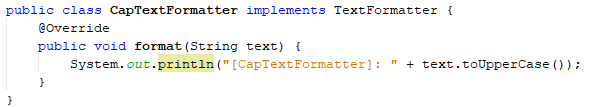 public class CapTextFormatter implements TextFormatter {
    @Override
    public void format(String text) {
        System.out.println("[CapTextFormatter]: " + text.toUpperCase());
    }
}